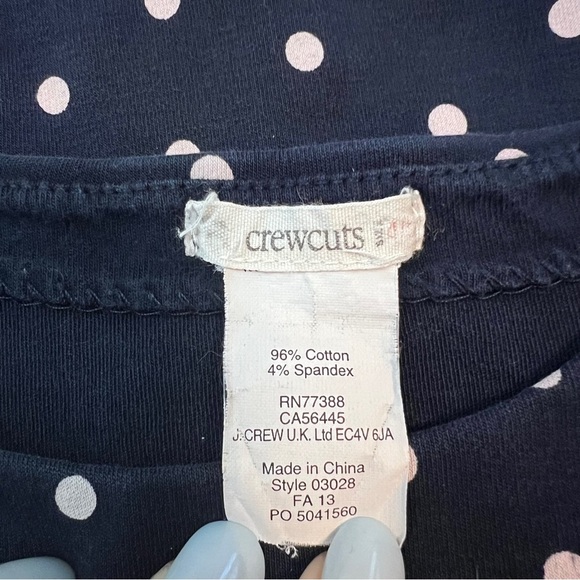 crewcuts
96% Cotton
4% Spandex
RN77388
CA56445
J.CREW U.K. Ltd EC4V 6JA
Made in China
Style 03028
FA 13
PO 5041560